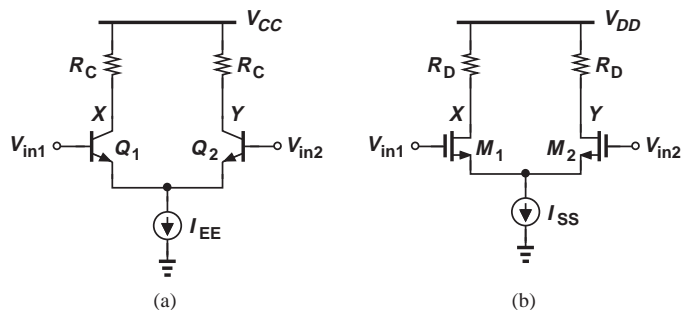 V_CC
R_C R_C
X Y
V_in1 Q_1 Q_2 V_in2
I_EE
(a)
V_DD
R_D R_D
X Y
V_in1 M_1 M_2 V_in2
I_SS
(b)